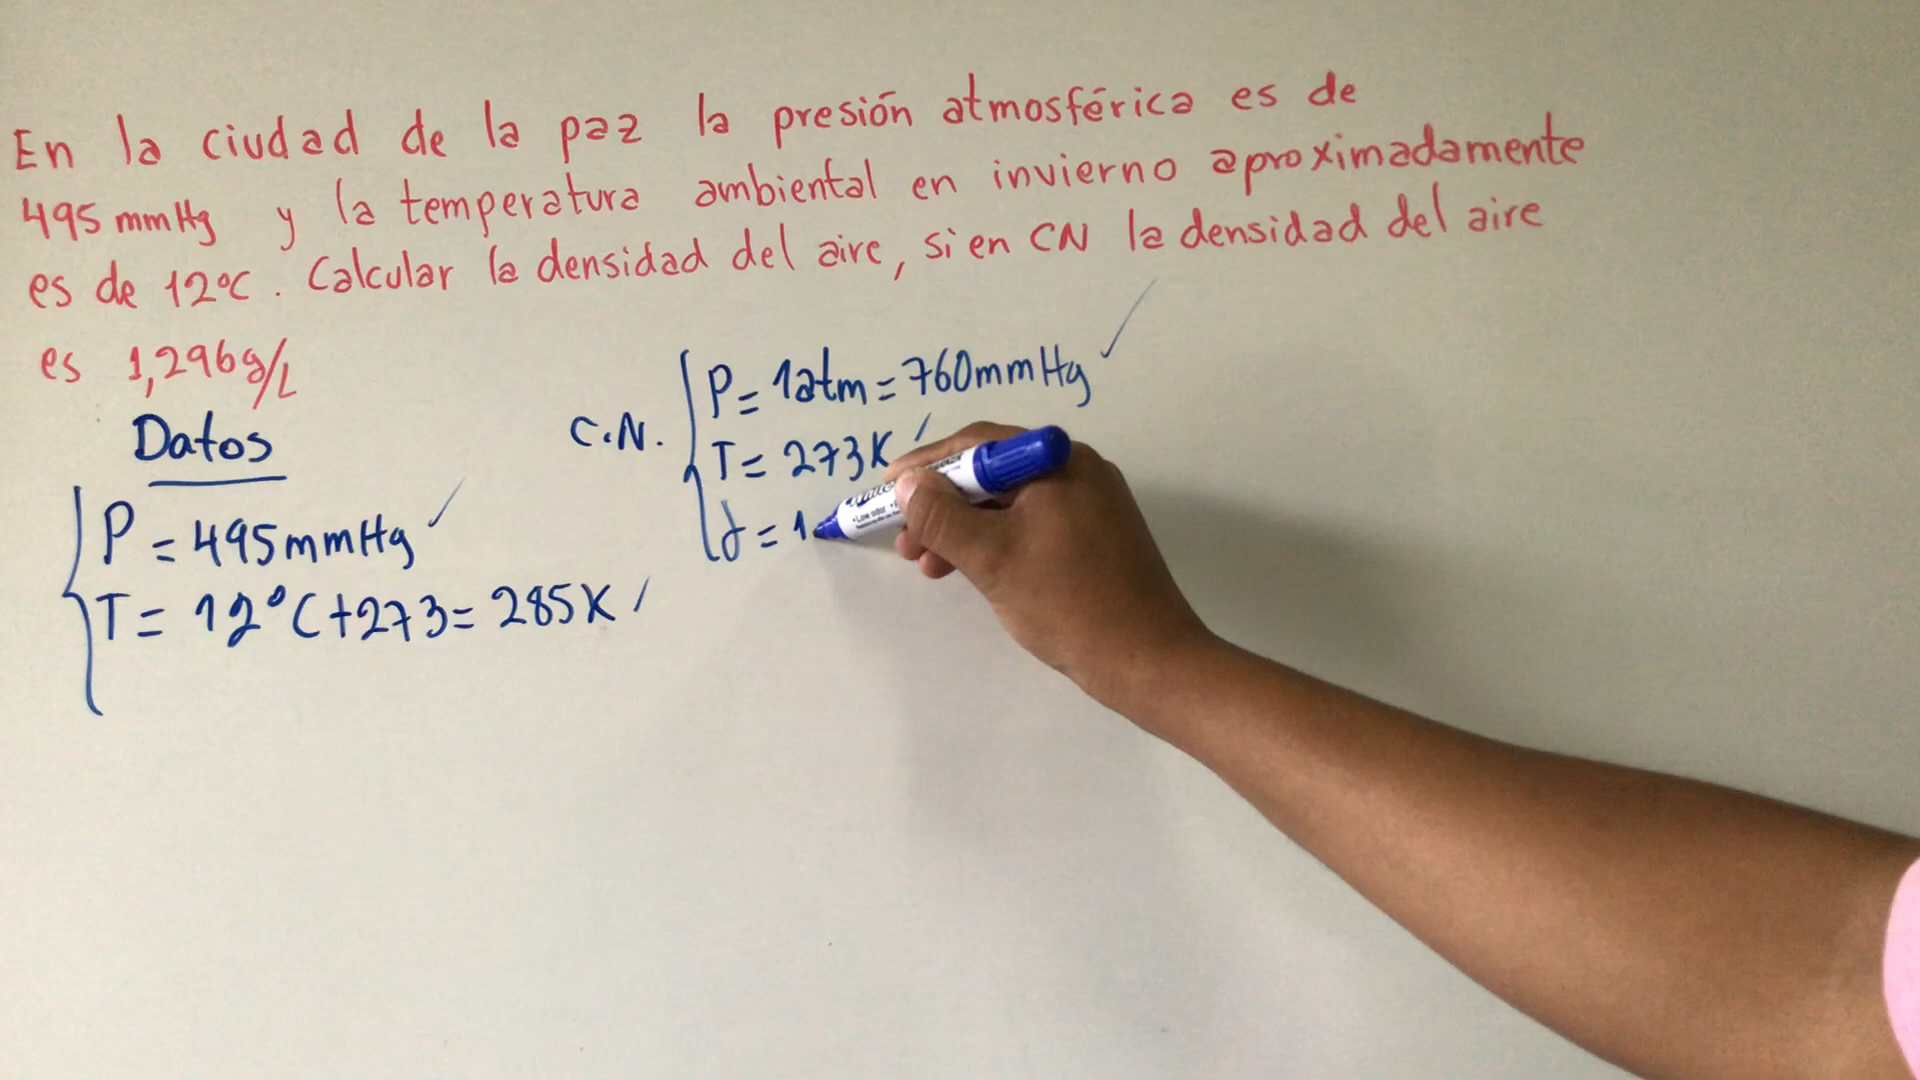 En la ciudad de la paz la presión atmosférica es de
495 mmHg y la temperatura ambiental en invierno aproximadamente
es de 12°C. Calcular la densidad del aire, si en CN la densidad del aire
es 1,296g/L
Datos
P = 495mmHg ✓
T = 12°C+273= 285K
C.N.
P= 1atm = 760mmHg ✓
T= 273K
d = 1
Low odor